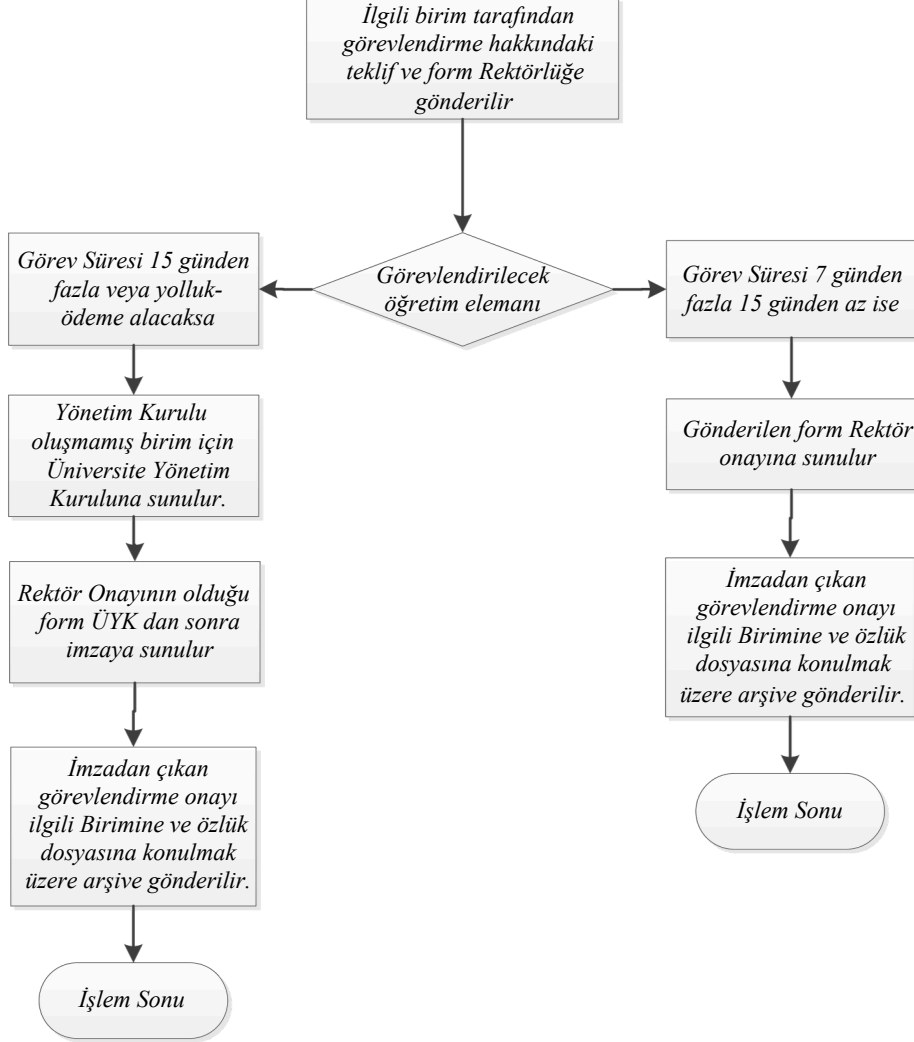 İlgili birim tarafından
görevlendirme hakkındaki
teklif ve form Rektörlüğe
gönderilir
Görevlendirilecek
öğretim elemanı
Görev Süresi 15 günden
fazla veya yolluk-
ödeme alacaksa
Yönetim Kurulu
oluşmamış birim için
Üniversite Yönetim
Kuruluna sunulur.
Rektör Onayının olduğu
form ÜYK dan sonra
imzaya sunulur
İmzadan çıkan
görevlendirme onayı
ilgili Birimine ve özlük
dosyasına konulmak
üzere arşive gönderilir.
İşlem Sonu
Görev Süresi 7 günden
fazla 15 günden az ise
Gönderilen form Rektör
onayına sunulur
İmzadan çıkan
görevlendirme onayı
ilgili Birimine ve özlük
dosyasına konulmak
üzere arşive gönderilir.
İşlem Sonu